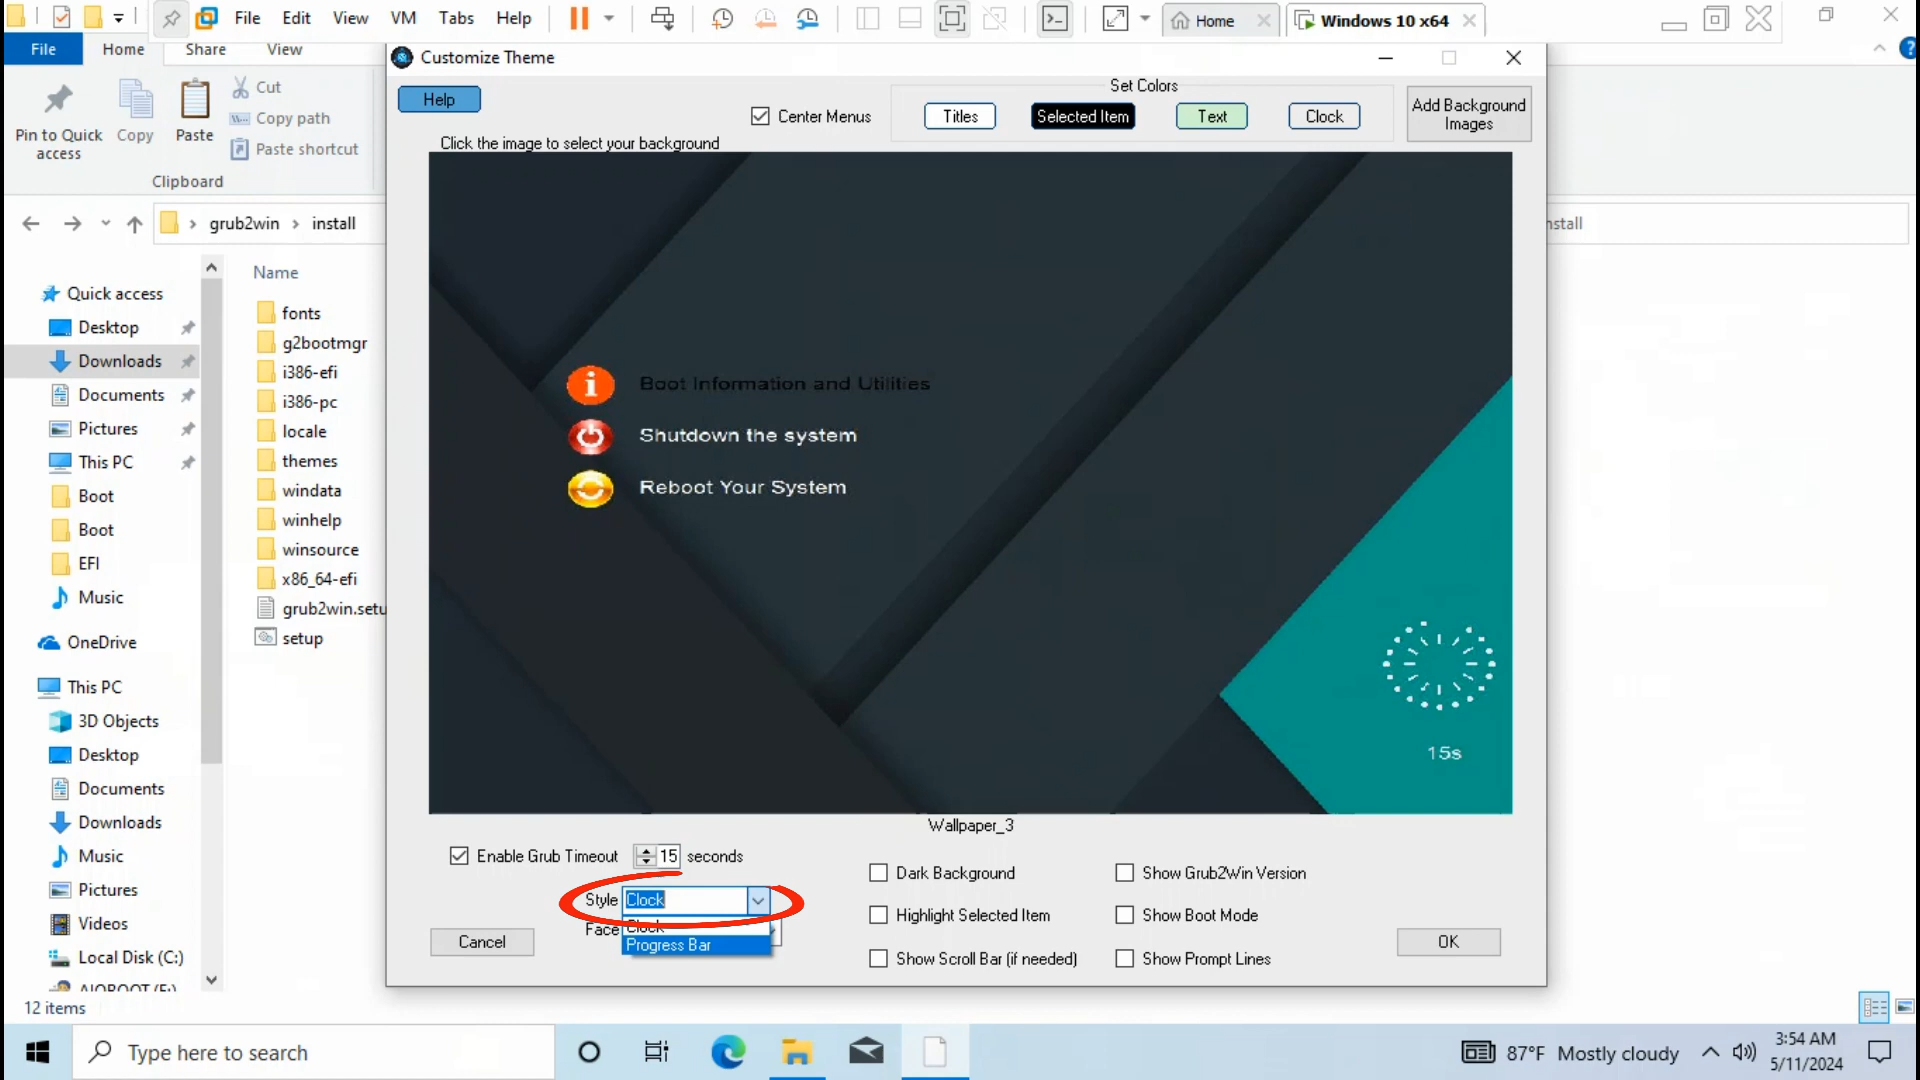 File Edit View VM Tabs Help
Home
Windows 10 x64
File Home Share View
Customize Theme
Help
Center Menus
Set Colors
Titles
Selected Item
Text
Clock
Add Background
Images
Pin to Quick
access
Copy
Paste
Cut
Copy path
Paste shortcut
Clipboard
Click the image to select your background
grub2win › install
nstall
Name
Quick access
Desktop
Downloads
Documents
Pictures
This PC
Boot
Boot
EFI
Music
OneDrive
This PC
3D Objects
Desktop
Documents
Downloads
Music
Pictures
Videos
Local Disk (C:)
fonts
g2bootmgr
i386-efi
i386-pc
locale
themes
windata
winhelp
winsource
x86_64-efi
grub2win.setu
setup
Boot Information and Utilities
Shutdown the system
Reboot Your System
15s
Wallpaper_3
Enable Grub Timeout 15 seconds
Style Clock
Clock
Progress Bar
Face
Cancel
Dark Background
Highlight Selected Item
Show Scroll Bar (if needed)
Show Grub2Win Version
Show Boot Mode
Show Prompt Lines
OK
12 items
Type here to search
87°F Mostly cloudy
3:54 AM
5/11/2024